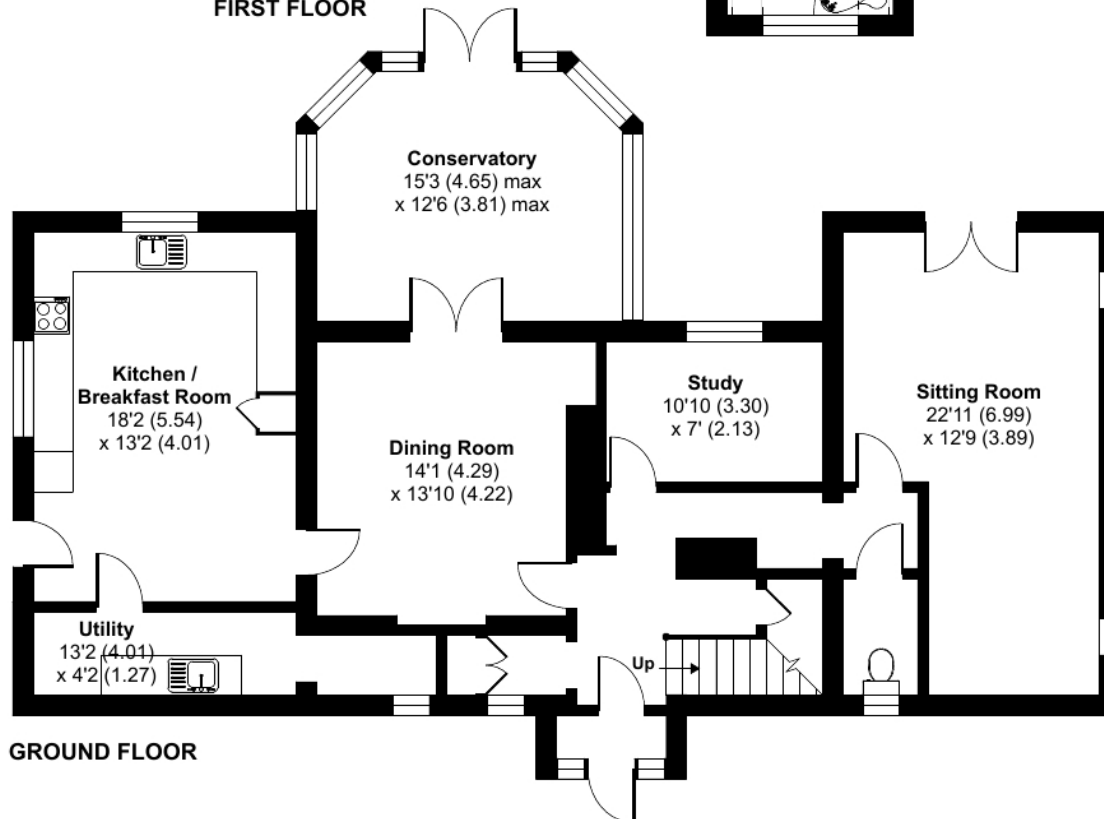 FIRST FLOOR
Conservatory
15'3 (4.65) max
x 12'6 (3.81) max
Kitchen /
Breakfast Room
18'2 (5.54)
x 13'2 (4.01)
Dining Room
14'1 (4.29)
x 13'10 (4.22)
Study
10'10 (3.30)
x 7' (2.13)
Sitting Room
22'11 (6.99)
x 12'9 (3.89)
Utility
13'2 (4.01)
x 4'2 (1.27)
Up
GROUND FLOOR